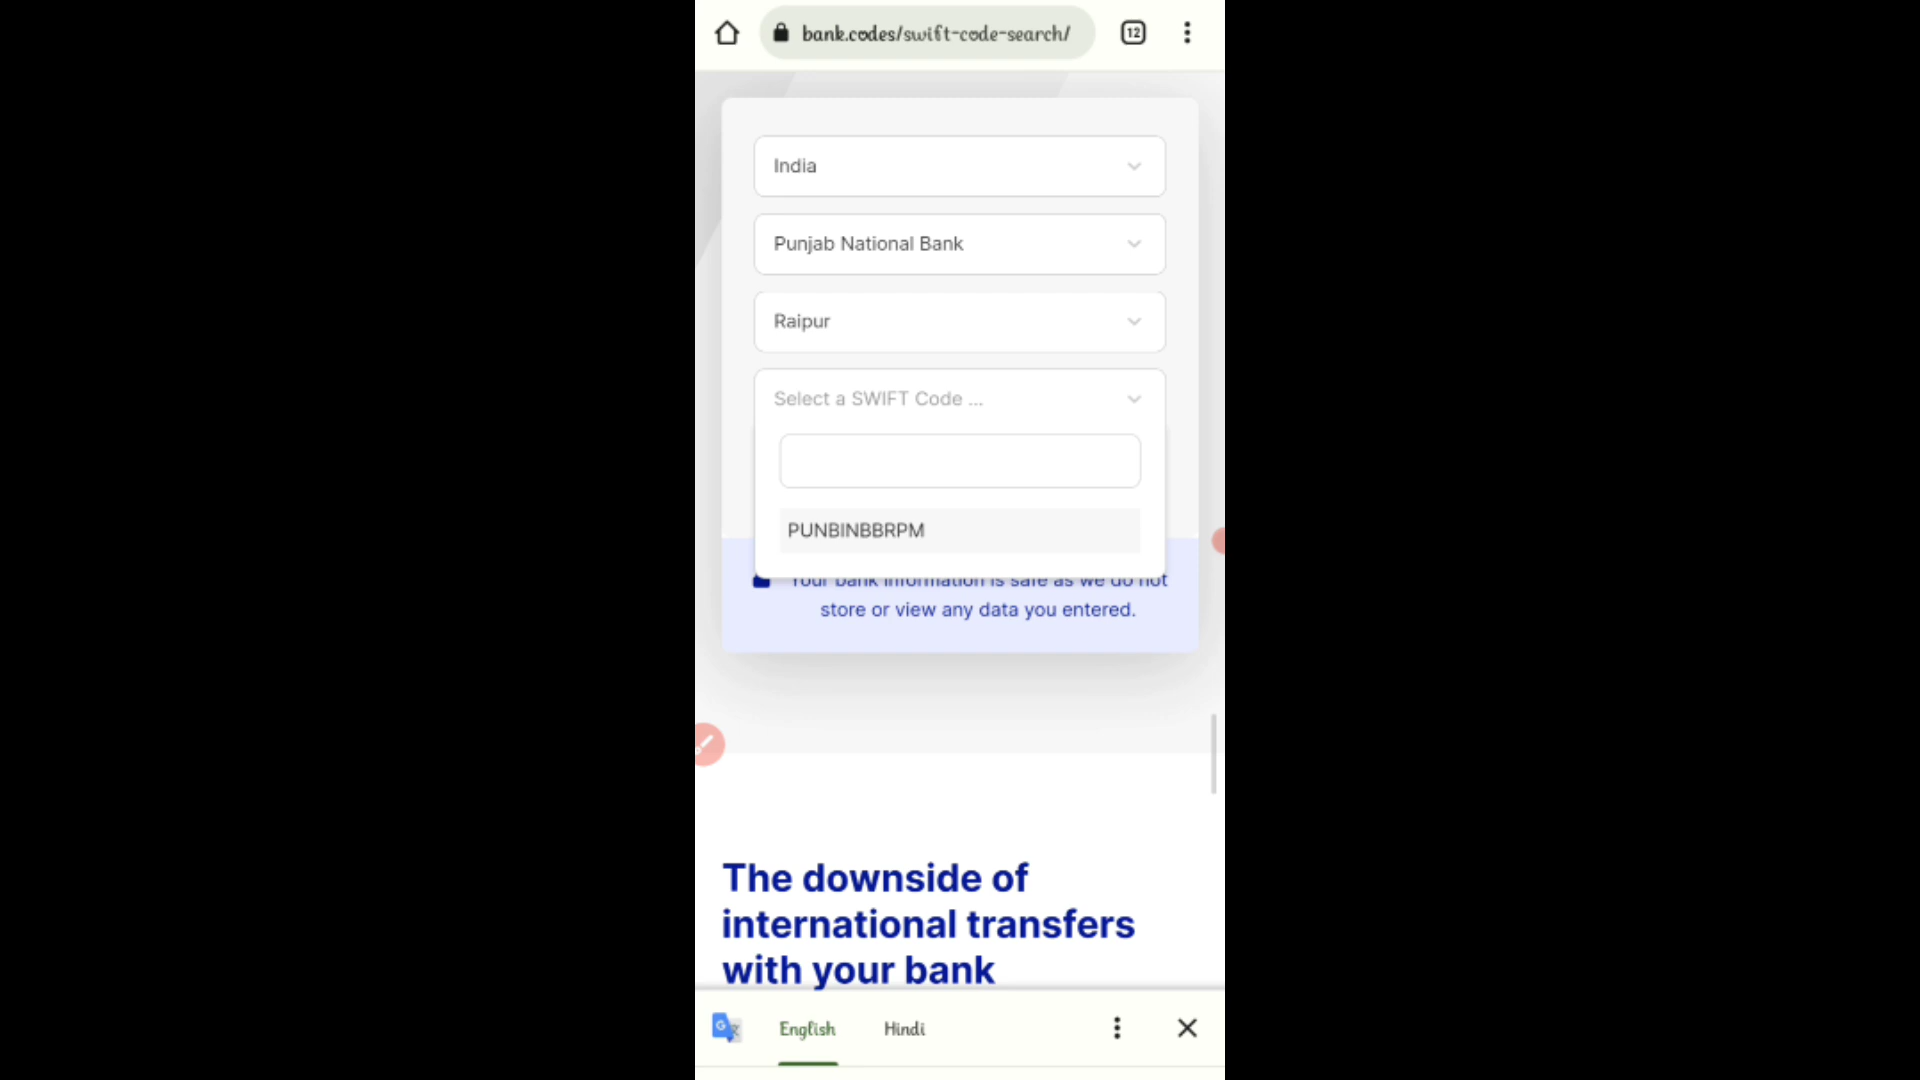 bank.codes/swift-code-search/
12
India
Punjab National Bank
Raipur
Select a SWIFT Code ...
PUNBINBBRPM
Your bank information is safe as we do not
store or view any data you entered.
The downside of
international transfers
with your bank
English
Hindi